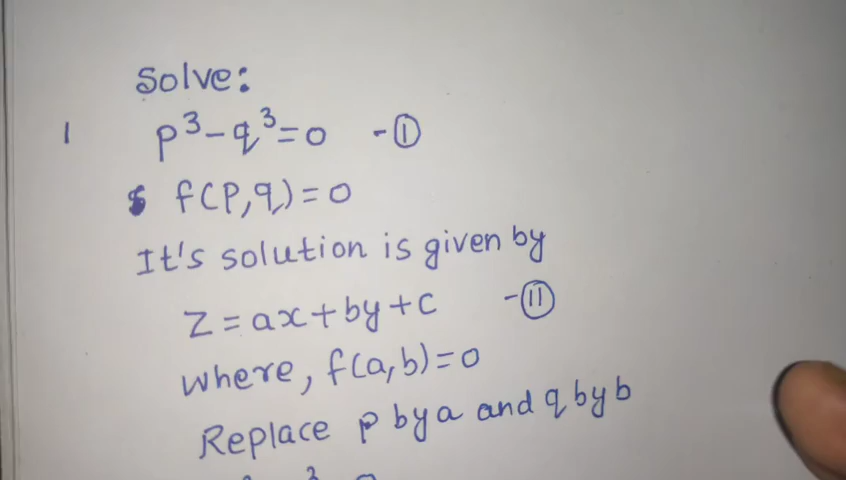 Solve:
1 p³-q³=0 -①
f(P,q)=0
It's solution is given by
Z=ax+by+c -⑪
where, f(a,b)=0
Replace p by a and q by b